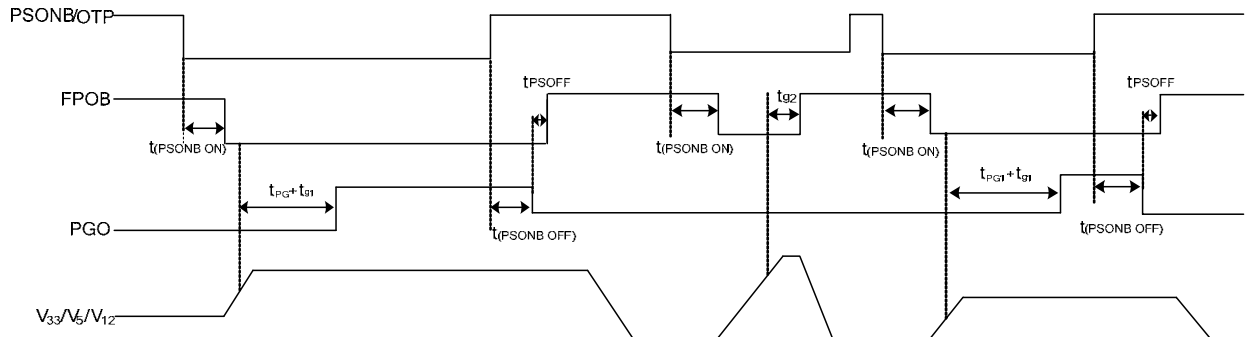 PSONB/OTP
tPSOFF
tPSOFF
FPOB
tg2
t(PSONB ON)
t(PSONB ON)
t(PSONB ON)
tPG+tg1
tPG1+tg1
PGO
t(PSONB OFF)
t(PSONB OFF)
V33/V5/V12